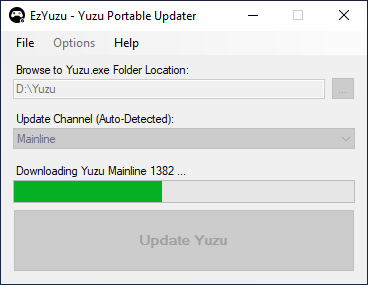 EzYuzu - Yuzu Portable Updater
File Options Help
Browse to Yuzu.exe Folder Location:
D:\Yuzu ...
Update Channel (Auto-Detected):
Mainline
Downloading Yuzu Mainline 1382 ...
Update Yuzu